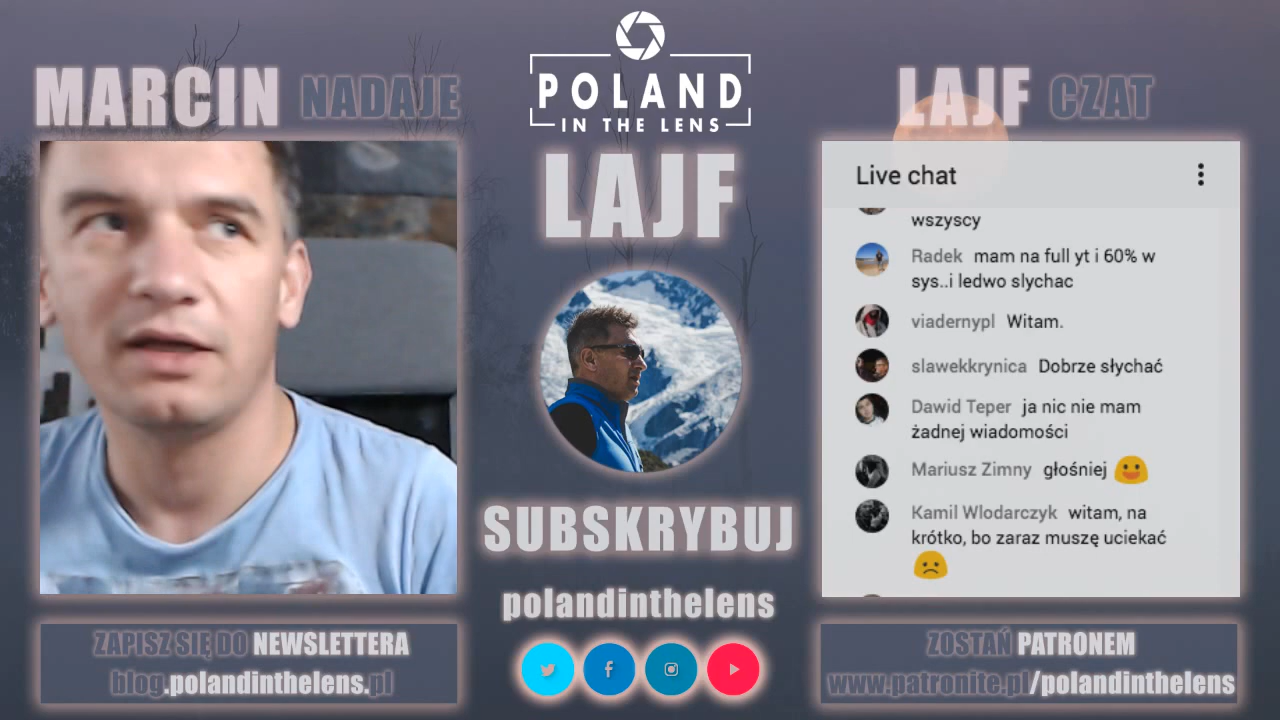 MARCIN NADAJE
POLAND
IN THE LENS
LAJF
SUBSKRYBUJ
polandinthelens
LAJF CZAT
Live chat
wszyscy
Radek mam na full yt i 60% w
sys..i ledwo slychac
viadernypl Witam.
slawekkrynica Dobrze słychać
Dawid Teper ja nic nie mam
żadnej wiadomości
Mariusz Zimny głośniej 😀
Kamil Wlodarczyk witam, na
krótko, bo zaraz muszę uciekać
☹️
ZAPISZ SIĘ DO NEWSLETTERA
blog.polandinthelens.pl
ZOSTAŃ PATRONEM
www.patronite.pl/polandinthelens